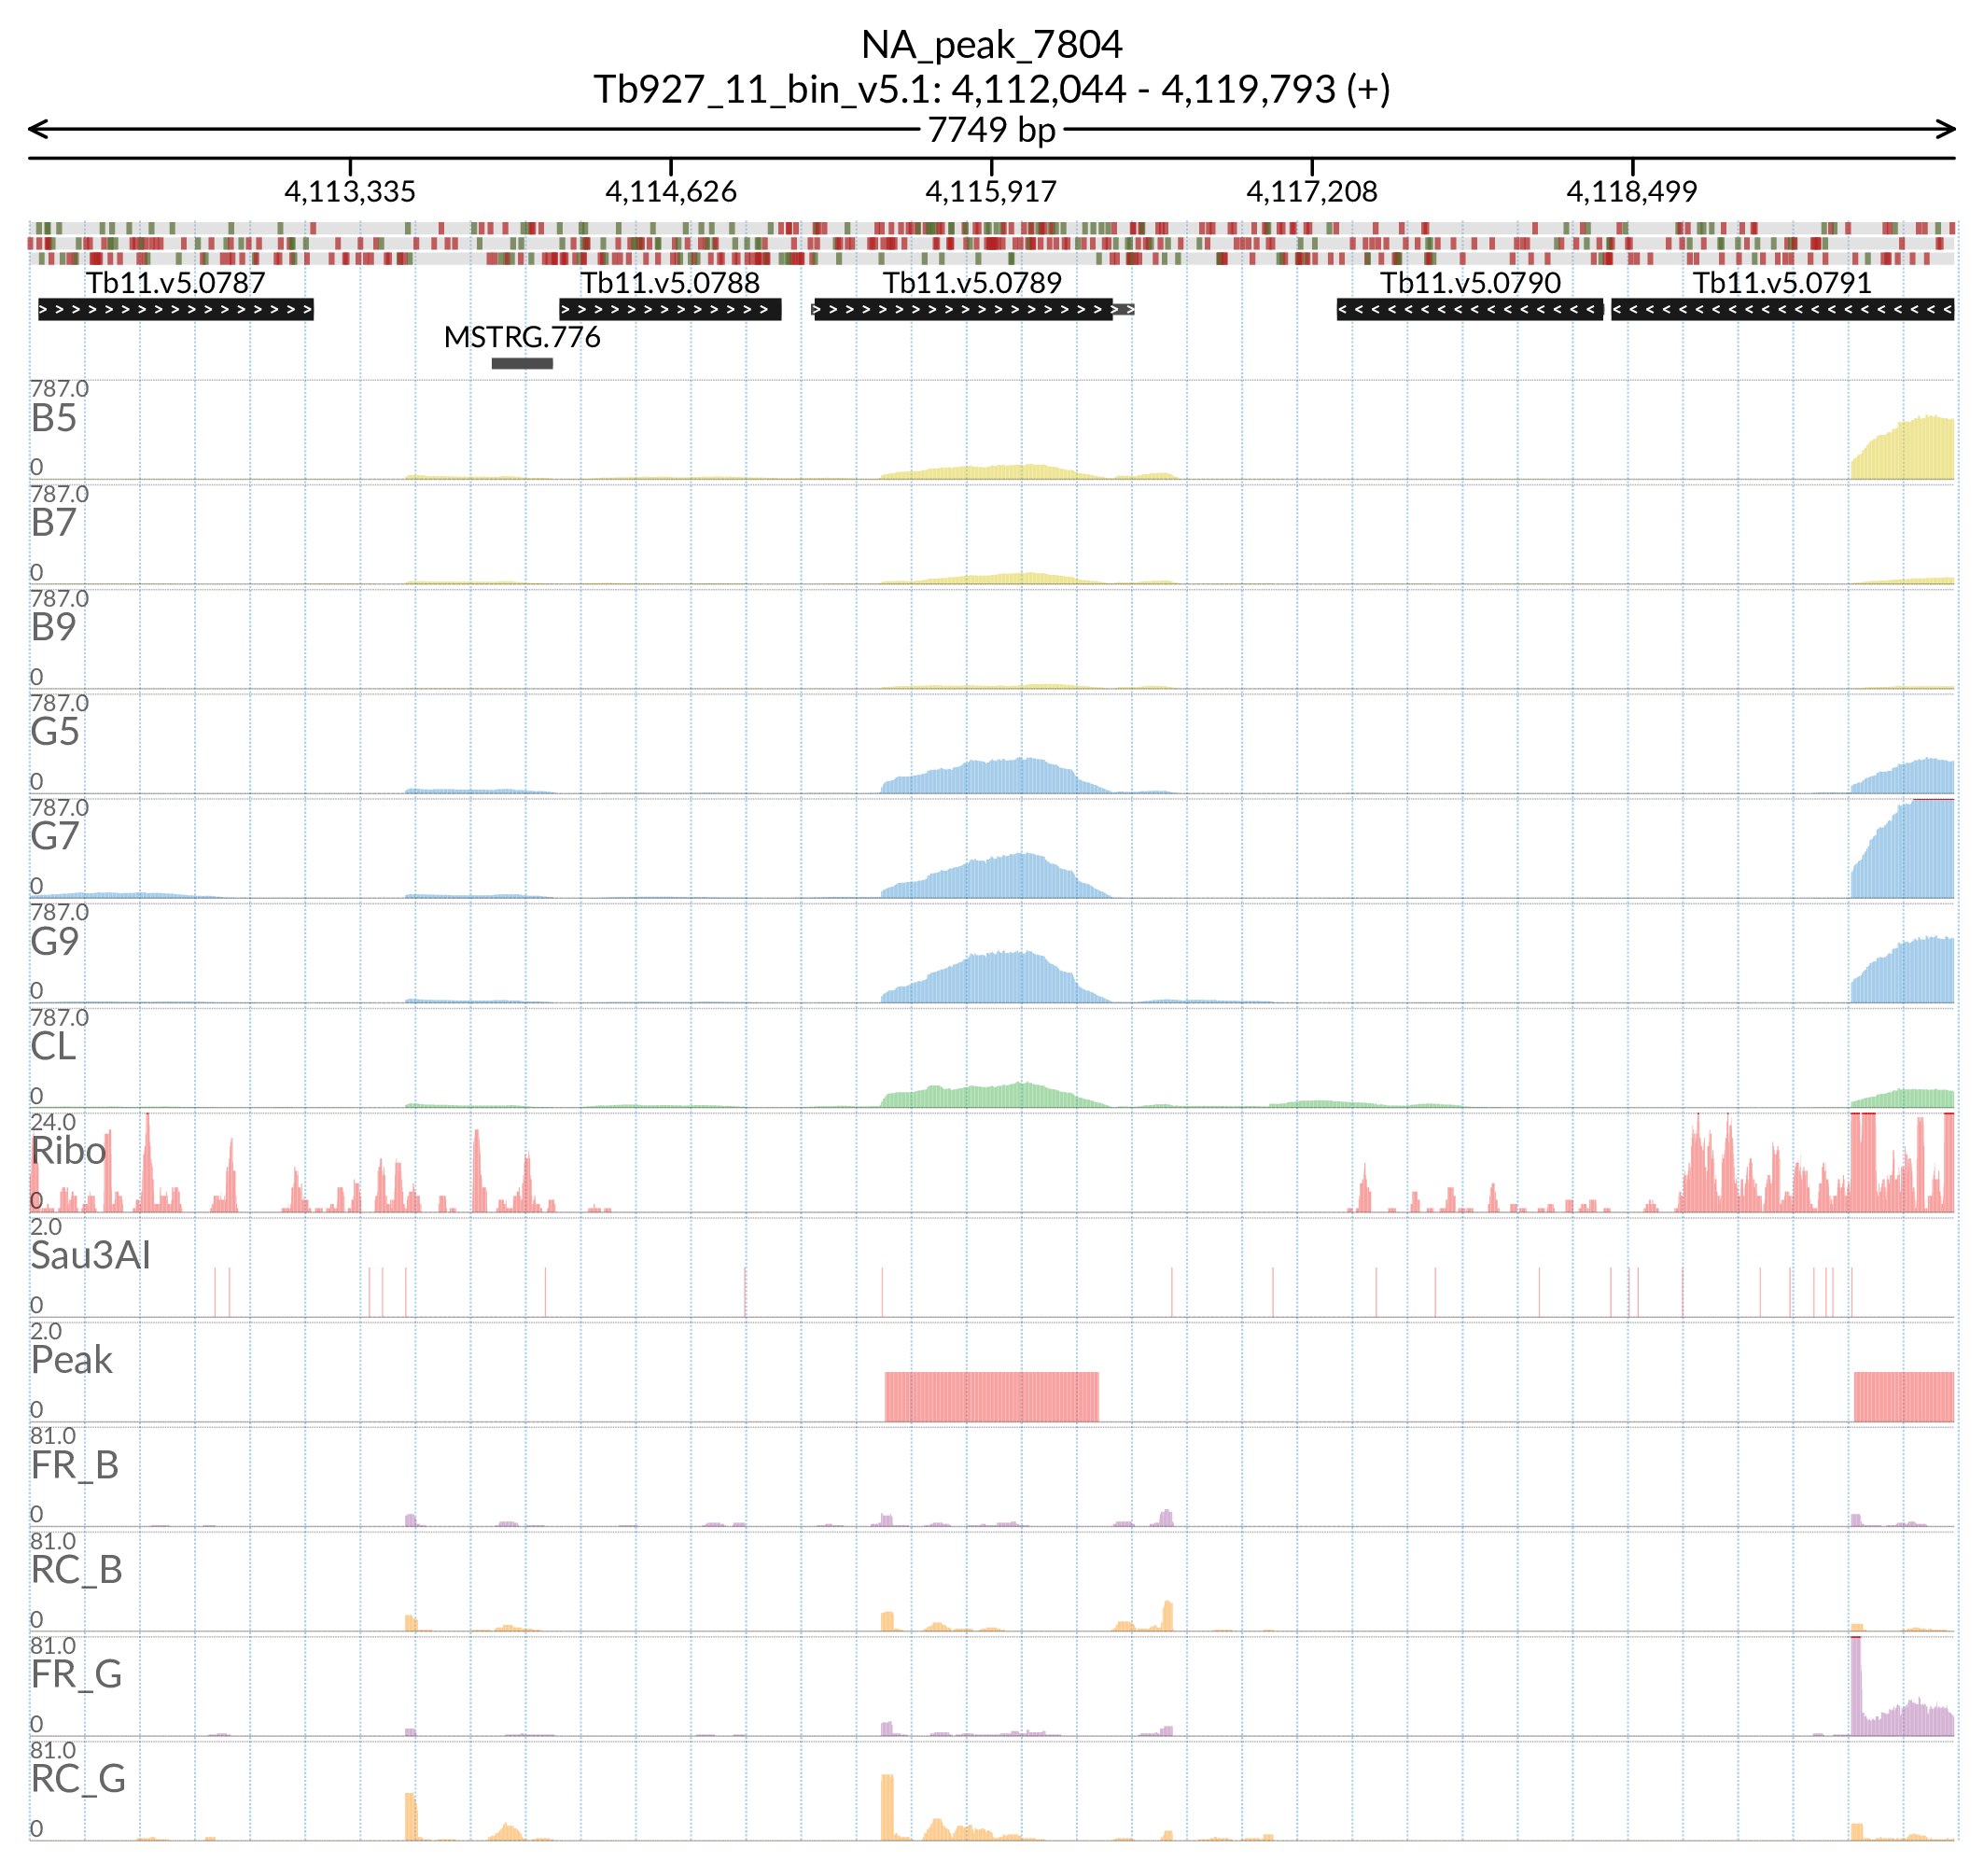 NA_peak_7804
Tb927_11_bin_v5.1: 4,112,044 - 4,119,793 (+)
7749 bp
4,113,335 4,114,626 4,115,917 4,117,208 4,118,499
Tb11.v5.0787 Tb11.v5.0788 Tb11.v5.0789 Tb11.v5.0790 Tb11.v5.0791
MSTRG.776
787.0
B5
0
787.0
B7
0
787.0
B9
0
787.0
G5
0
787.0
G7
0
787.0
G9
0
787.0
CL
0
24.0
Ribo
0
2.0
Sau3AI
0
2.0
Peak
0
81.0
FR_B
0
81.0
RC_B
0
81.0
FR_G
0
81.0
RC_G
0